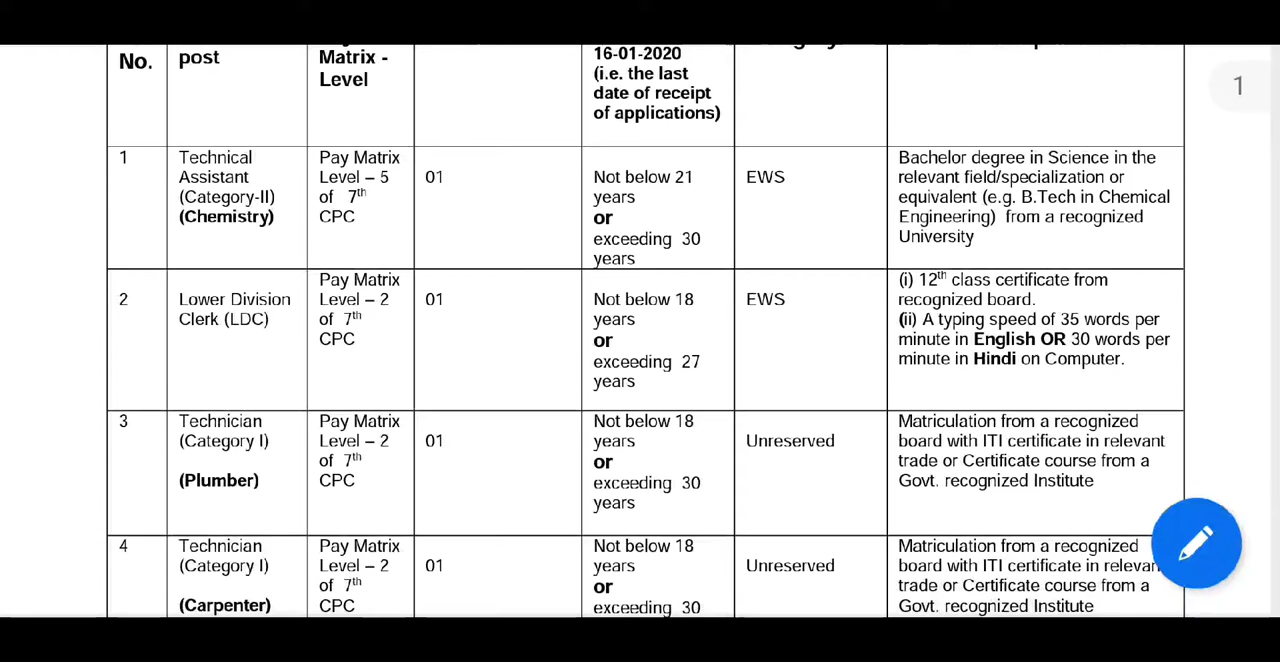 No.
post
Matrix -
Level
16-01-2020
(i.e. the last
date of receipt
of applications)
1
1
Technical
Assistant
(Category-II)
(Chemistry)
Pay Matrix
Level – 5
of 7th
CPC
01
Not below 21
years
or
exceeding 30
years
EWS
Bachelor degree in Science in the
relevant field/specialization or
equivalent (e.g. B.Tech in Chemical
Engineering) from a recognized
University
2
Lower Division
Clerk (LDC)
Pay Matrix
Level – 2
of 7th
CPC
01
Not below 18
years
or
exceeding 27
years
EWS
(i) 12th class certificate from
recognized board.
(ii) A typing speed of 35 words per
minute in English OR 30 words per
minute in Hindi on Computer.
3
Technician
(Category I)
(Plumber)
Pay Matrix
Level – 2
of 7th
CPC
01
Not below 18
years
or
exceeding 30
years
Unreserved
Matriculation from a recognized
board with ITI certificate in relevant
trade or Certificate course from a
Govt. recognized Institute
4
Technician
(Category I)
(Carpenter)
Pay Matrix
Level – 2
of 7th
CPC
01
Not below 18
years
or
exceeding 30
Unreserved
Matriculation from a recognized
board with ITI certificate in relevan
trade or Certificate course from a
Govt. recognized Institute